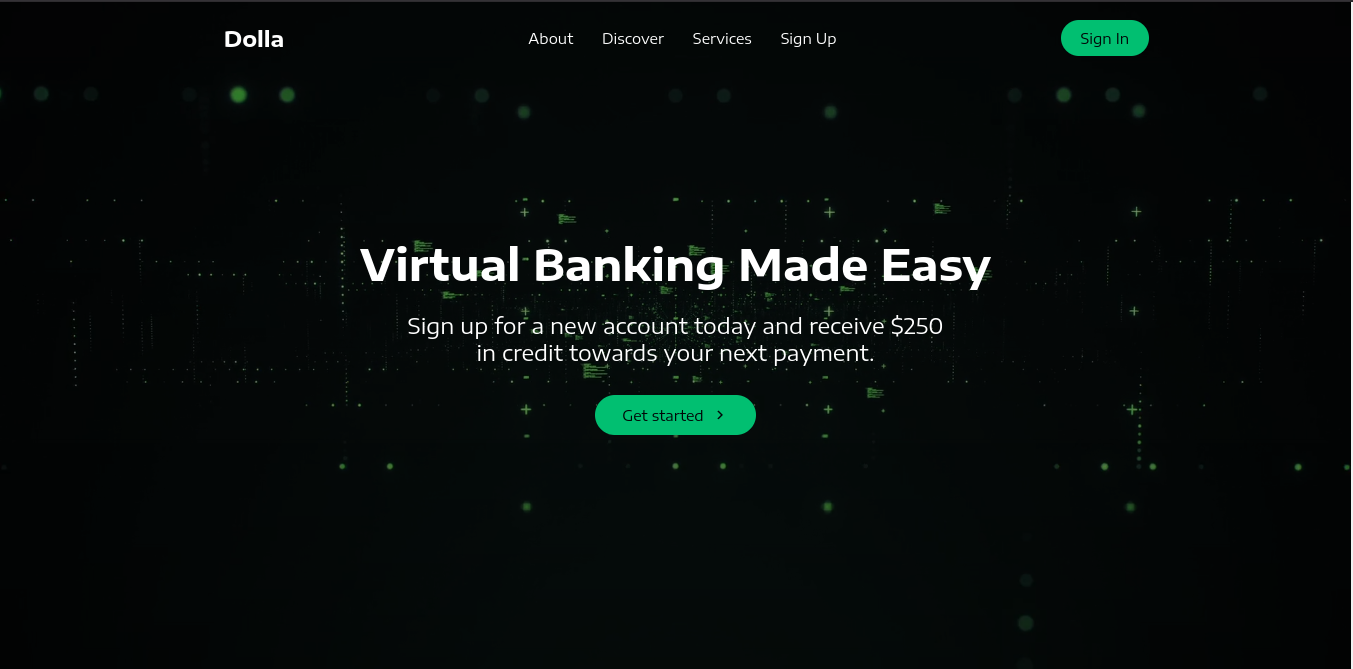 Dolla
About
Discover
Services
Sign Up
Sign In
Virtual Banking Made Easy
Sign up for a new account today and receive $250
in credit towards your next payment.
Get started